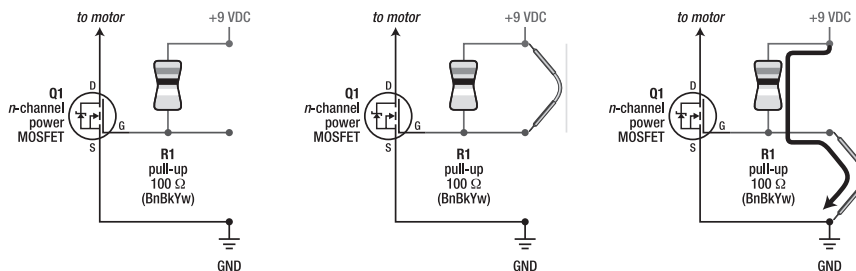 to motor
+9 VDC
Q1
n-channel
power
MOSFET
D
G
S
R1
pull-up
100 Ω
(BnBkYw)
GND
to motor
+9 VDC
Q1
n-channel
power
MOSFET
D
G
S
R1
pull-up
100 Ω
(BnBkYw)
GND
to motor
+9 VDC
Q1
n-channel
power
MOSFET
D
G
S
R1
pull-up
100 Ω
(BnBkYw)
GND